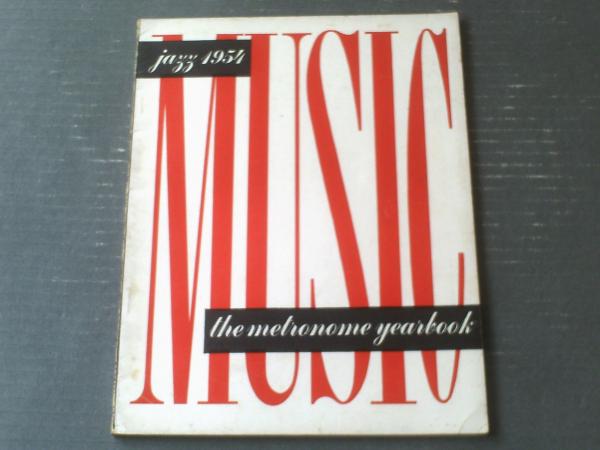 MUSIC
jazz 1954
the metronome yearbook